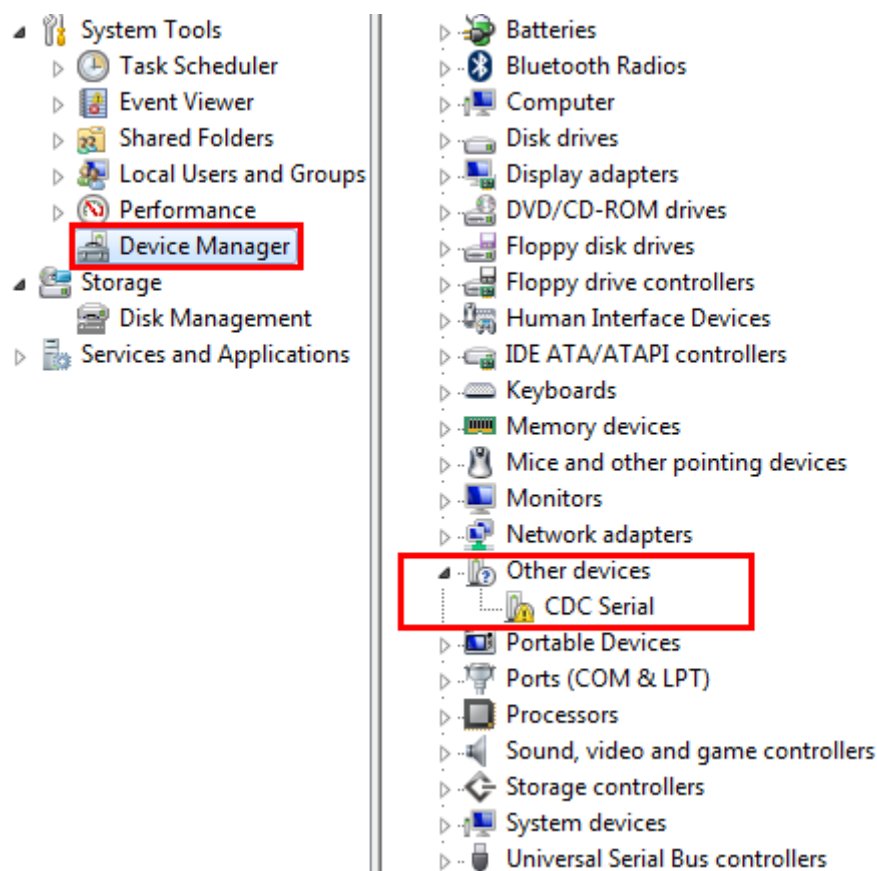 System Tools
Task Scheduler
Event Viewer
Shared Folders
Local Users and Groups
Performance
Device Manager
Storage
Disk Management
Services and Applications
Batteries
Bluetooth Radios
Computer
Disk drives
Display adapters
DVD/CD-ROM drives
Floppy disk drives
Floppy drive controllers
Human Interface Devices
IDE ATA/ATAPI controllers
Keyboards
Memory devices
Mice and other pointing devices
Monitors
Network adapters
Other devices
CDC Serial
Portable Devices
Ports (COM & LPT)
Processors
Sound, video and game controllers
Storage controllers
System devices
Universal Serial Bus controllers